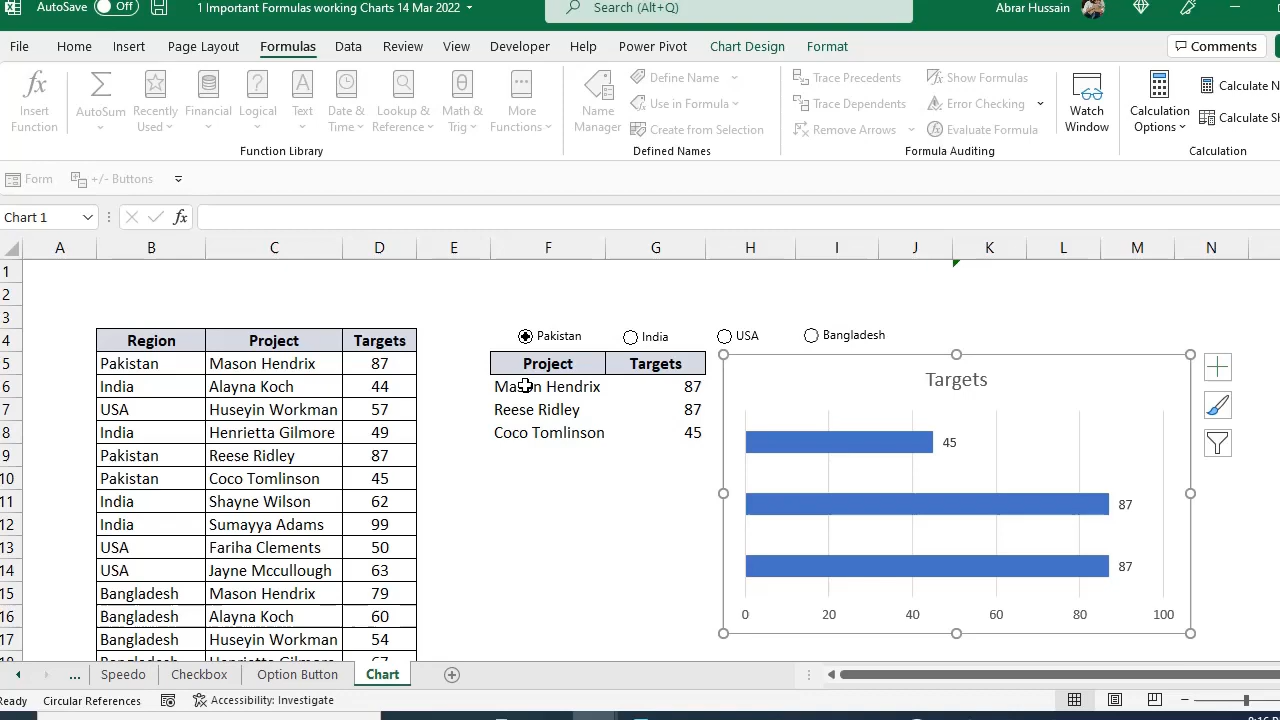 AutoSave Off 1 Important Formulas working Charts 14 Mar 2022 Search (Alt+Q) Abrar Hussain
File Home Insert Page Layout Formulas Data Review View Developer Help Power Pivot Chart Design Format Comments
fx Σ ? A θ Define Name Trace Precedents Show Formulas Calculate N
Use in Formula Trace Dependents Error Checking
Insert Function AutoSum Recently Used Financial Logical Text Date & Time Lookup & Reference Math & Trig More Functions Name Manager Create from Selection Remove Arrows Evaluate Formula Watch Window Calculation Options Calculate Sh
Function Library Defined Names Formula Auditing Calculation
Form +/- Buttons
Chart 1 fx
A B C D E F G H I J K L M N
1
2
3
4 Region Project Targets Pakistan India USA Bangladesh
5 Pakistan Mason Hendrix 87 Project Targets
6 India Alayna Koch 44 Mason Hendrix 87
7 USA Huseyin Workman 57 Reese Ridley 87
8 India Henrietta Gilmore 49 Coco Tomlinson 45
9 Pakistan Reese Ridley 87
10 Pakistan Coco Tomlinson 45
11 India Shayne Wilson 62
12 India Sumayya Adams 99
13 USA Fariha Clements 50
14 USA Jayne Mccullough 63
15 Bangladesh Mason Hendrix 79
16 Bangladesh Alayna Koch 60
17 Bangladesh Huseyin Workman 54
Targets
45
87
87
0 20 40 60 80 100
... Speedo Checkbox Option Button Chart
Ready Circular References Accessibility: Investigate